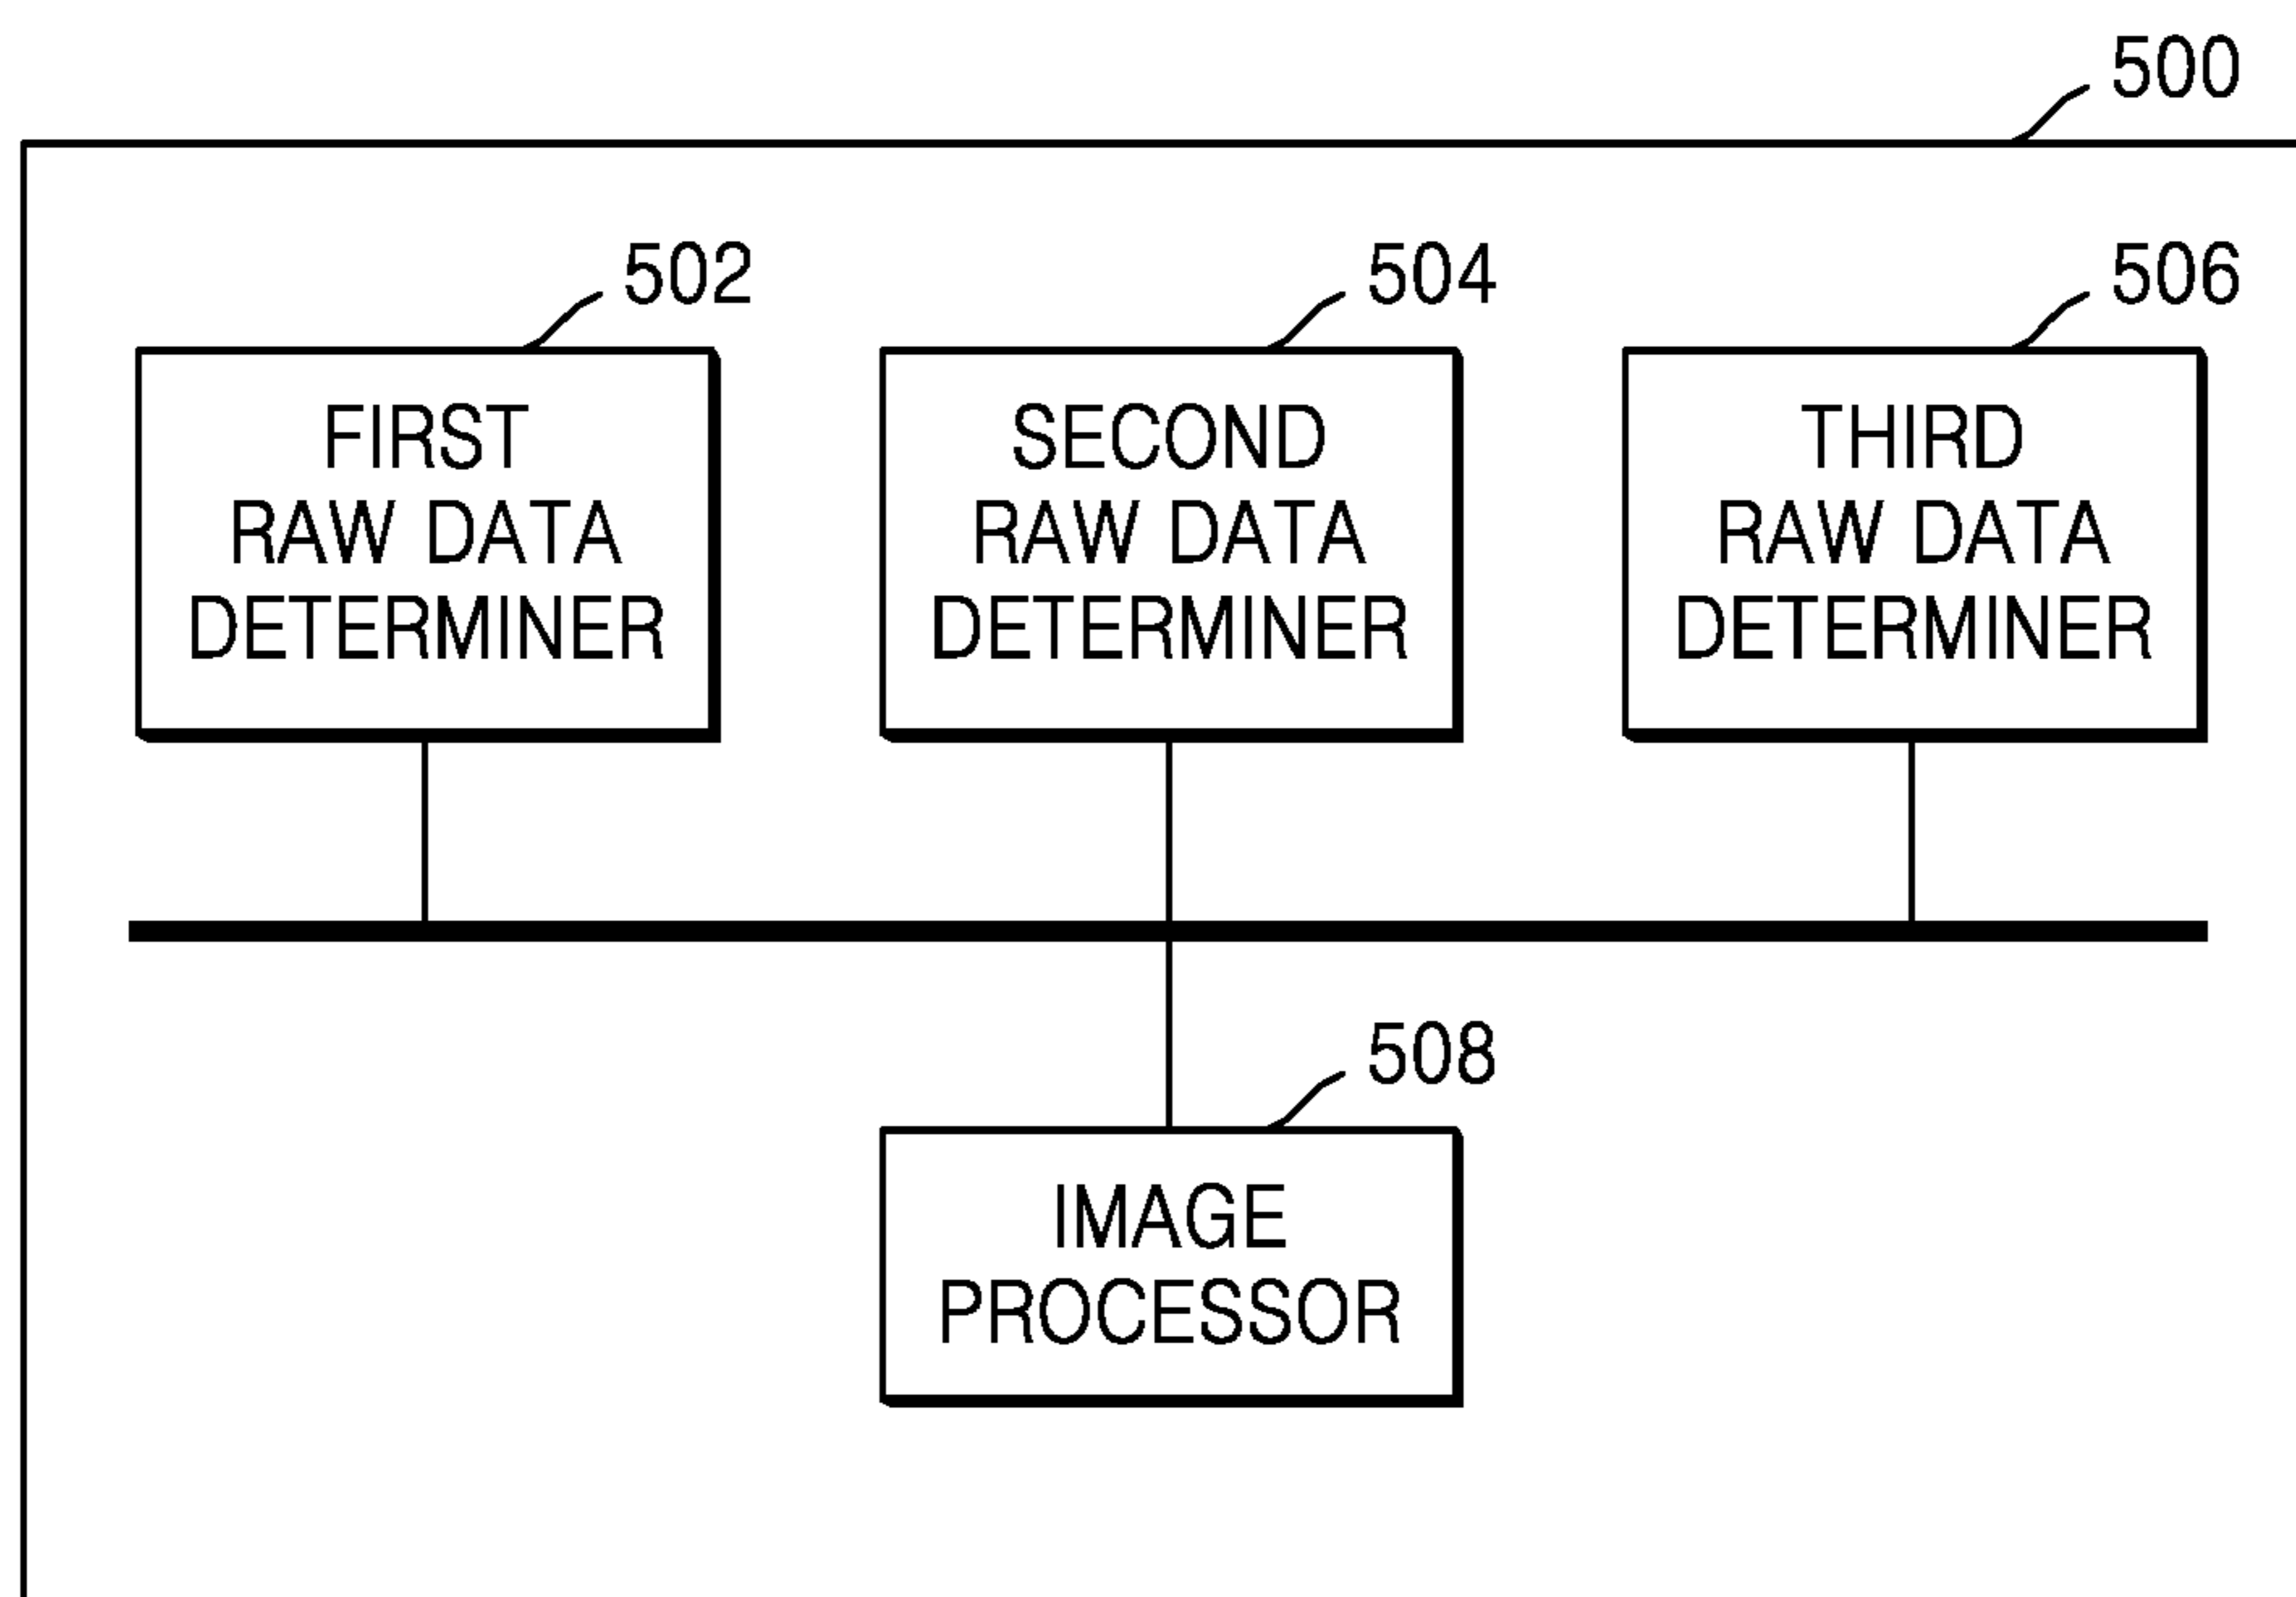 500
502
504
506
FIRST
RAW DATA
DETERMINER
SECOND
RAW DATA
DETERMINER
THIRD
RAW DATA
DETERMINER
508
IMAGE
PROCESSOR